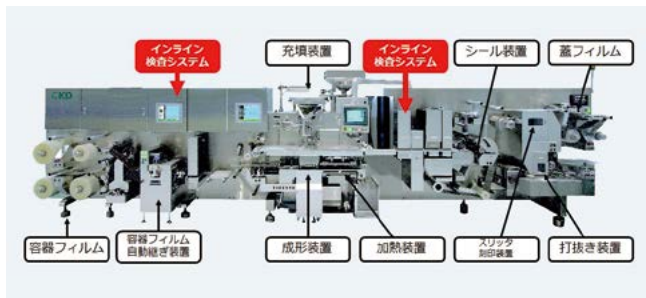 インライン
検査システム
充填装置
インライン
検査システム
シール装置
蓋フィルム
CKD
容器フィルム
容器フィルム
自動継ぎ装置
成形装置
加熱装置
スリッタ
刻印装置
打抜き装置